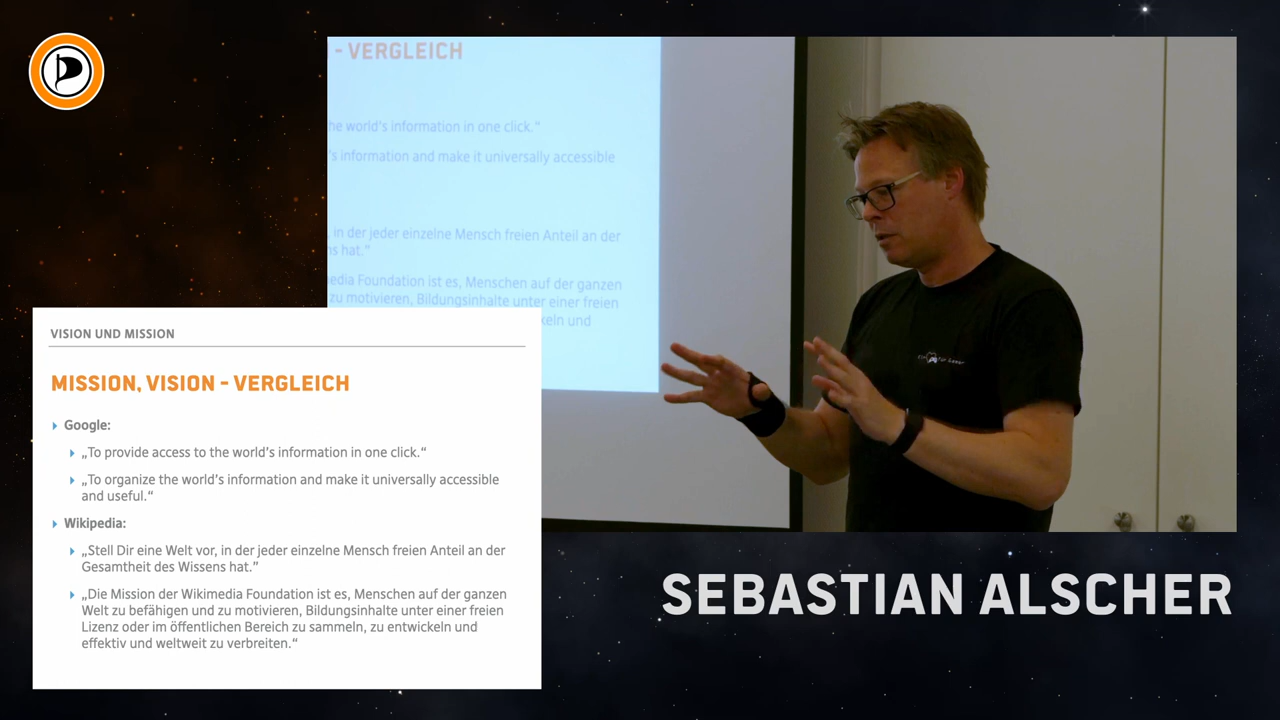 - VERGLEICH
the world's information in one click.“
's information and make it universally accessible
in der jeder einzelne Mensch freien Anteil an der
s hat.”
edia Foundation ist es, Menschen auf der ganzen
zu motivieren, Bildungsinhalte unter einer freien
keln und
VISION UND MISSION
MISSION, VISION - VERGLEICH
Google:
„To provide access to the world's information in one click.“
„To organize the world's information and make it universally accessible
and useful.“
Wikipedia:
„Stell Dir eine Welt vor, in der jeder einzelne Mensch freien Anteil an der
Gesamtheit des Wissens hat.”
„Die Mission der Wikimedia Foundation ist es, Menschen auf der ganzen
Welt zu befähigen und zu motivieren, Bildungsinhalte unter einer freien
Lizenz oder im öffentlichen Bereich zu sammeln, zu entwickeln und
effektiv und weltweit zu verbreiten.“
SEBASTIAN ALSCHER